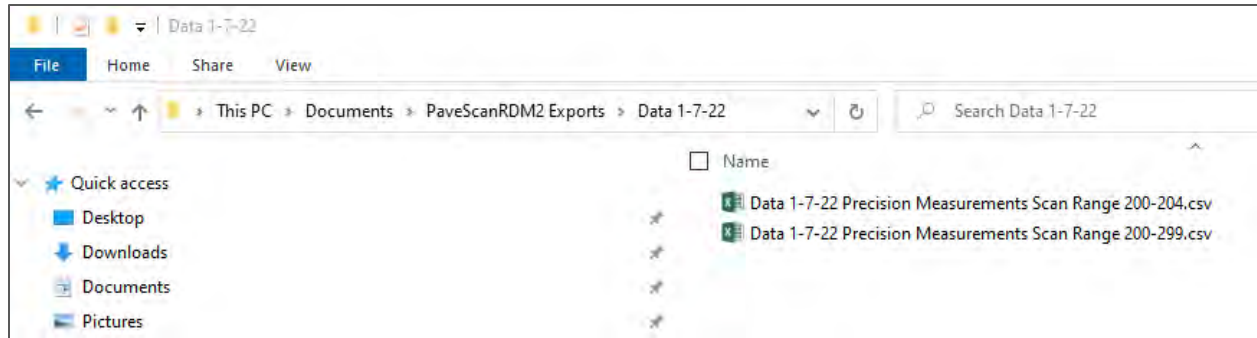 Data 1-7-22
File Home Share View
This PC > Documents > PaveScanRDM2 Exports > Data 1-7-22 Search Data 1-7-22
Name
Quick access
Data 1-7-22 Precision Measurements Scan Range 200-204.csv
Desktop
Data 1-7-22 Precision Measurements Scan Range 200-299.csv
Downloads
Documents
Pictures